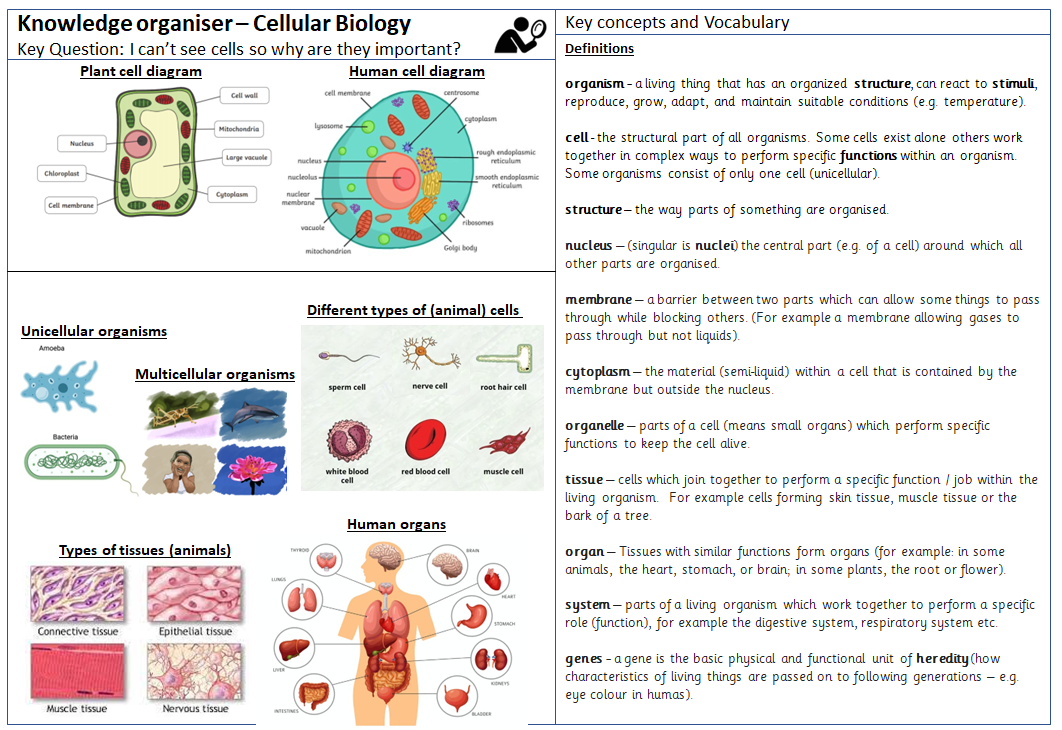 Knowledge organiser – Cellular Biology
Key Question: I can't see cells so why are they important?
Plant cell diagram
Cell wall
Mitochondria
Nucleus
Large vacuole
Chloroplast
Cytoplasm
Cell membrane
Human cell diagram
cell membrane
centrosome
cytoplasm
lysosome
rough endoplasmic
reticulum
nucleus
smooth endoplasmic
reticulum
nucleolus
nuclear
membrane
ribosomes
vacuole
Golgi body
mitochondrion
Unicellular organisms
Amoeba
Bacteria
Multicellular organisms
Different types of (animal) cells
sperm cell
nerve cell
root hair cell
white blood
cell
red blood cell
muscle cell
Types of tissues (animals)
Connective tissue
Epithelial tissue
Muscle tissue
Nervous tissue
Human organs
THYROID
BRAIN
LUNGS
HEART
STOMACH
LIVER
KIDNEYS
INTESTINES
BLADDER
Key concepts and Vocabulary
Definitions
organism - a living thing that has an organized structure, can react to stimuli,
reproduce, grow, adapt, and maintain suitable conditions (e.g. temperature).
cell - the structural part of all organisms. Some cells exist alone others work
together in complex ways to perform specific functions within an organism.
Some organisms consist of only one cell (unicellular).
structure – the way parts of something are organised.
nucleus – (singular is nuclei) the central part (e.g. of a cell) around which all
other parts are organised.
membrane – a barrier between two parts which can allow some things to pass
through while blocking others. (For example a membrane allowing gases to
pass through but not liquids).
cytoplasm – the material (semi-liquid) within a cell that is contained by the
membrane but outside the nucleus.
organelle – parts of a cell (means small organs) which perform specific
functions to keep the cell alive.
tissue – cells which join together to perform a specific function / job within the
living organism. For example cells forming skin tissue, muscle tissue or the
bark of a tree.
organ – Tissues with similar functions form organs (for example: in some
animals, the heart, stomach, or brain; in some plants, the root or flower).
system – parts of a living organism which work together to perform a specific
role (function), for example the digestive system, respiratory system etc.
genes - a gene is the basic physical and functional unit of heredity (how
characteristics of living things are passed on to following generations – e.g.
eye colour in humas).